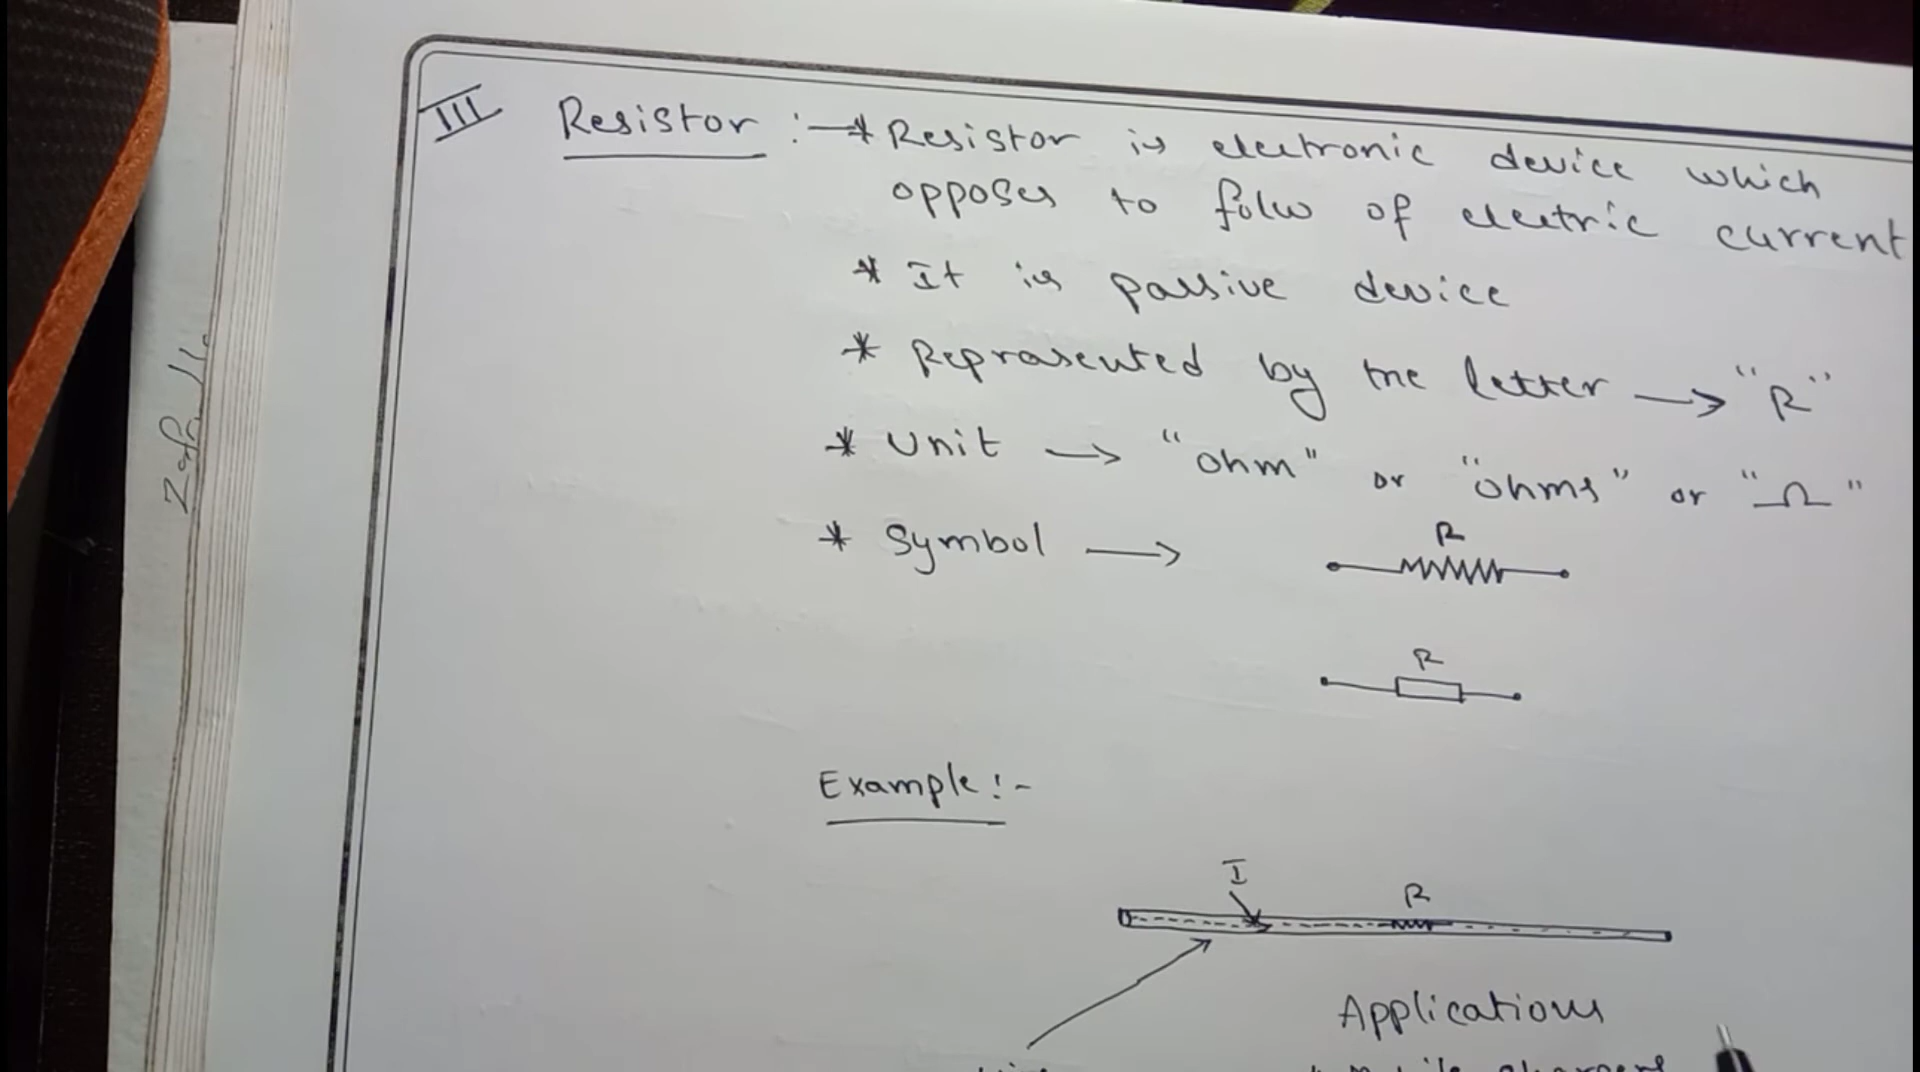 III Resistor :- * Resistor is electronic device which
opposes to folw of electric current
* It is passive device
* Reprasented by the letter → "R"
* Unit → "ohm" or "ohms" or "Ω"
* Symbol →
R
R
Example :-
I
R
Applications